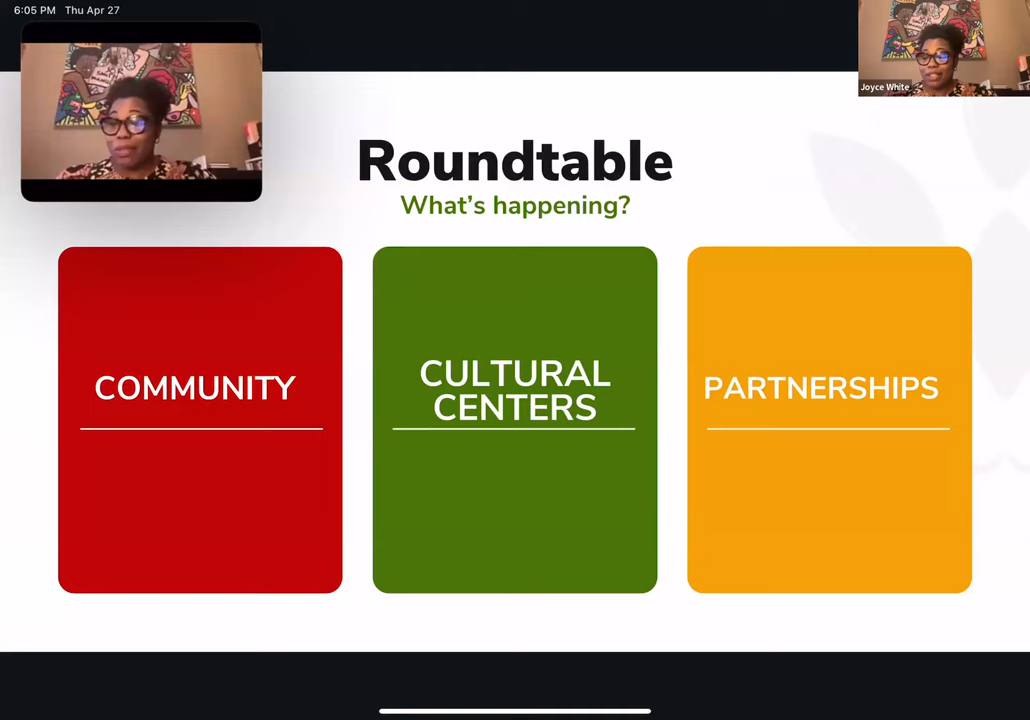 6:05 PM Thu Apr 27
Joyce White
Roundtable
What's happening?
COMMUNITY
CULTURAL
CENTERS
PARTNERSHIPS